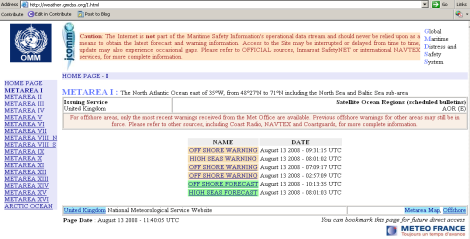 Address http://weather.gmdss.org/I.html Go Links
Contribute Edit in Contribute Post to Blog
OMM
Caution: The Internet is not part of the Maritime Safety Information's operational data stream and should never be relied upon as a
means to obtain the latest forecast and warning information. Access to the Site may be interrupted or delayed from time to time,
update may also experience occasional gaps. Please refer to OFFICIAL sources, Inmarsat SafetyNET or international NAVTEX
services, for more complete information.
Global
Maritime
Distress and
Safety
System
HOME PAGE - I
HOME PAGE
METAREA I
METAREA II
METAREA III
METAREA IV
METAREA V
METAREA VI
METAREA VII
METAREA VIII N
METAREA VIII S
METAREA IX
METAREA X
METAREA XI
METAREA XII
METAREA XIII
METAREA XIV
METAREA XV
METAREA XVI
ARCTIC OCEAN
METAREA I : The North Atlantic Ocean east of 35°W, from 48°27'N to 71°N including the North Sea and Baltic Sea sub-area
Issuing Service Satellite Ocean Regions (scheduled bulletins)
United Kingdom AOR (E)
For offshore areas, only the most recent warnings received from the Met Office are available. Previous offshore warnings for other areas may still be in
force. Please refer to other sources, including Coast Radio, NAVTEX and Coastguards, for more complete information.
NAME DATE
OFF SHORE WARNING August 13 2008 - 09:31:15 UTC
HIGH SEAS WARNING August 13 2008 - 08:01:02 UTC
OFF SHORE WARNING August 13 2008 - 07:09:17 UTC
OFF SHORE WARNING August 13 2008 - 02:57:09 UTC
OFF SHORE FORECAST August 13 2008 - 10:13:35 UTC
HIGH SEAS FORECAST August 13 2008 - 08:01:03 UTC
United Kingdom National Meteorological Service Website Metarea Map, Offshore
Page Date : August 13 2008 - 11:40:05 UTC You can bookmark this page for future direct access
METEO FRANCE
Toujours un temps d'avance